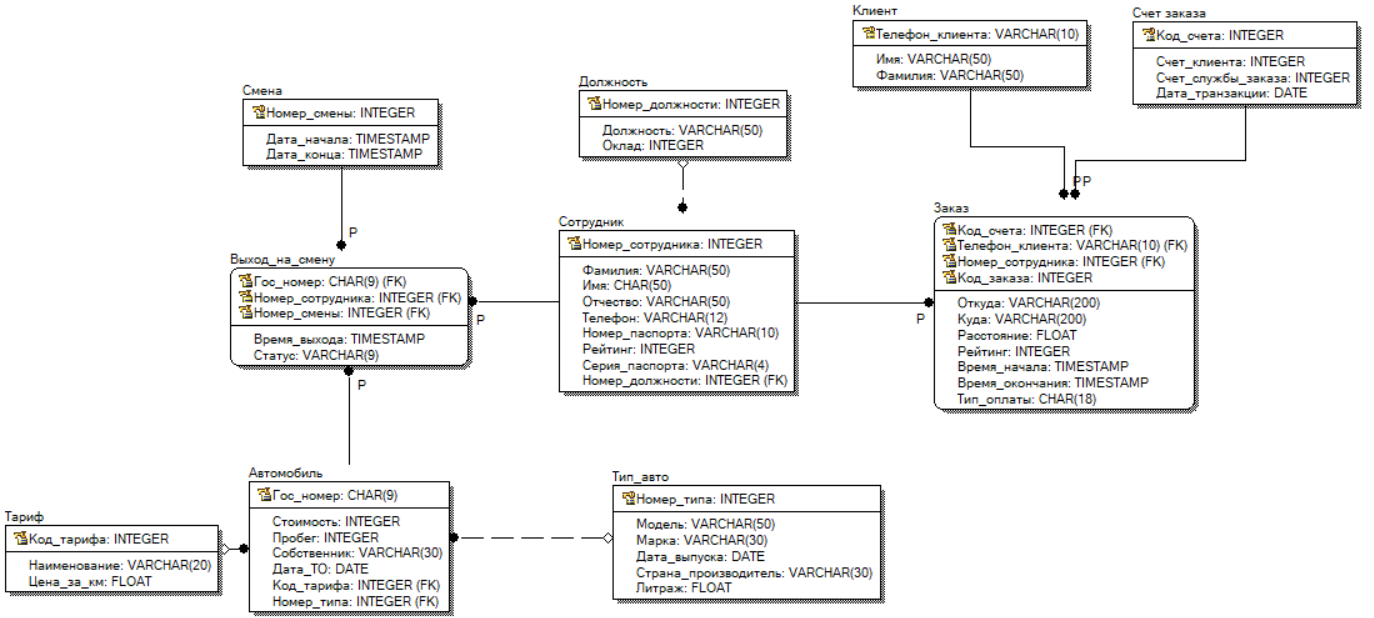 Клиент
Телефон_клиента: VARCHAR(10)
Имя: VARCHAR(50)
Фамилия: VARCHAR(50)
Счет заказа
Код_счета: INTEGER
Счет_клиента: INTEGER
Счет_службы_заказа: INTEGER
Дата_транзакции: DATE
Смена
Номер_смены: INTEGER
Дата_начала: TIMESTAMP
Дата_конца: TIMESTAMP
Должность
Номер_должности: INTEGER
Должность: VARCHAR(50)
Оклад: INTEGER
P
PP
Выход_на_смену
Гос_номер: CHAR(9) (FK)
Номер_сотрудника: INTEGER (FK)
Номер_смены: INTEGER (FK)
Время_выхода: TIMESTAMP
Статус: VARCHAR(9)
P
P
Сотрудник
Номер_сотрудника: INTEGER
Фамилия: VARCHAR(50)
Имя: CHAR(50)
Отчество: VARCHAR(50)
Телефон: VARCHAR(12)
Номер_паспорта: VARCHAR(10)
Рейтинг: INTEGER
Серия_паспорта: VARCHAR(4)
Номер_должности: INTEGER (FK)
P
Заказ
Код_счета: INTEGER (FK)
Телефон_клиента: VARCHAR(10) (FK)
Номер_сотрудника: INTEGER (FK)
Код_заказа: INTEGER
Откуда: VARCHAR(200)
Куда: VARCHAR(200)
Расстояние: FLOAT
Рейтинг: INTEGER
Время_начала: TIMESTAMP
Время_окончания: TIMESTAMP
Тип_оплаты: CHAR(18)
Тариф
Код_тарифа: INTEGER
Наименование: VARCHAR(20)
Цена_за_км: FLOAT
Автомобиль
Гос_номер: CHAR(9)
Стоимость: INTEGER
Пробег: INTEGER
Собственник: VARCHAR(30)
Дата_ТО: DATE
Код_тарифа: INTEGER (FK)
Номер_типа: INTEGER (FK)
Тип_авто
Номер_типа: INTEGER
Модель: VARCHAR(50)
Марка: VARCHAR(30)
Дата_выпуска: DATE
Страна_производитель: VARCHAR(30)
Литраж: FLOAT